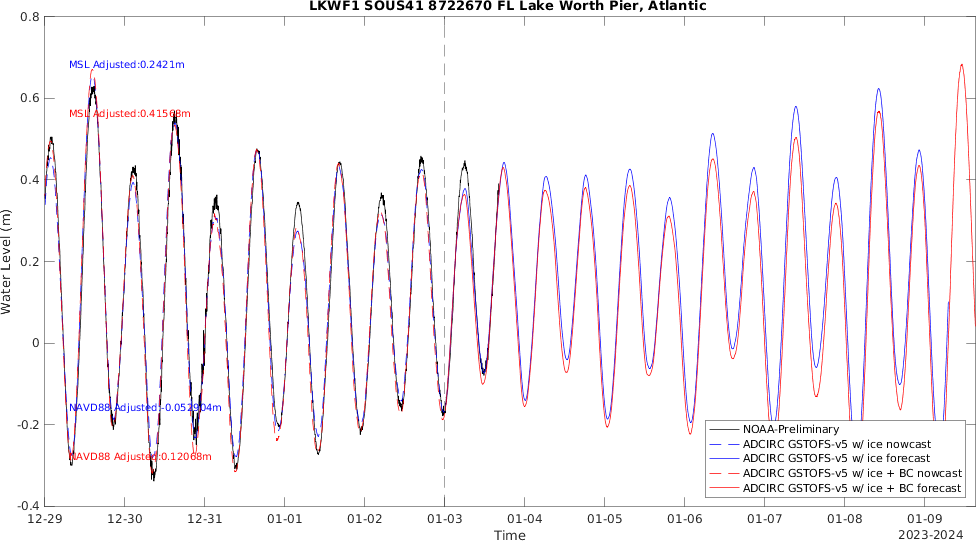 LKWF1 SOUS41 8722670 FL Lake Worth Pier, Atlantic
0.8
0.6
0.4
0.2
0
-0.2
-0.4
Water Level (m)
MSL Adjusted:0.2421m
MSL Adjusted:0.41568m
NAVD88 Adjusted:-0.052904m
NAVD88 Adjusted:0.12068m
NOAA-Preliminary
ADCIRC GSTOFS-v5 w/ ice nowcast
ADCIRC GSTOFS-v5 w/ ice forecast
ADCIRC GSTOFS-v5 w/ ice + BC nowcast
ADCIRC GSTOFS-v5 w/ ice + BC forecast
12-29 12-30 12-31 01-01 01-02 01-03 01-04 01-05 01-06 01-07 01-08 01-09
Time
2023-2024